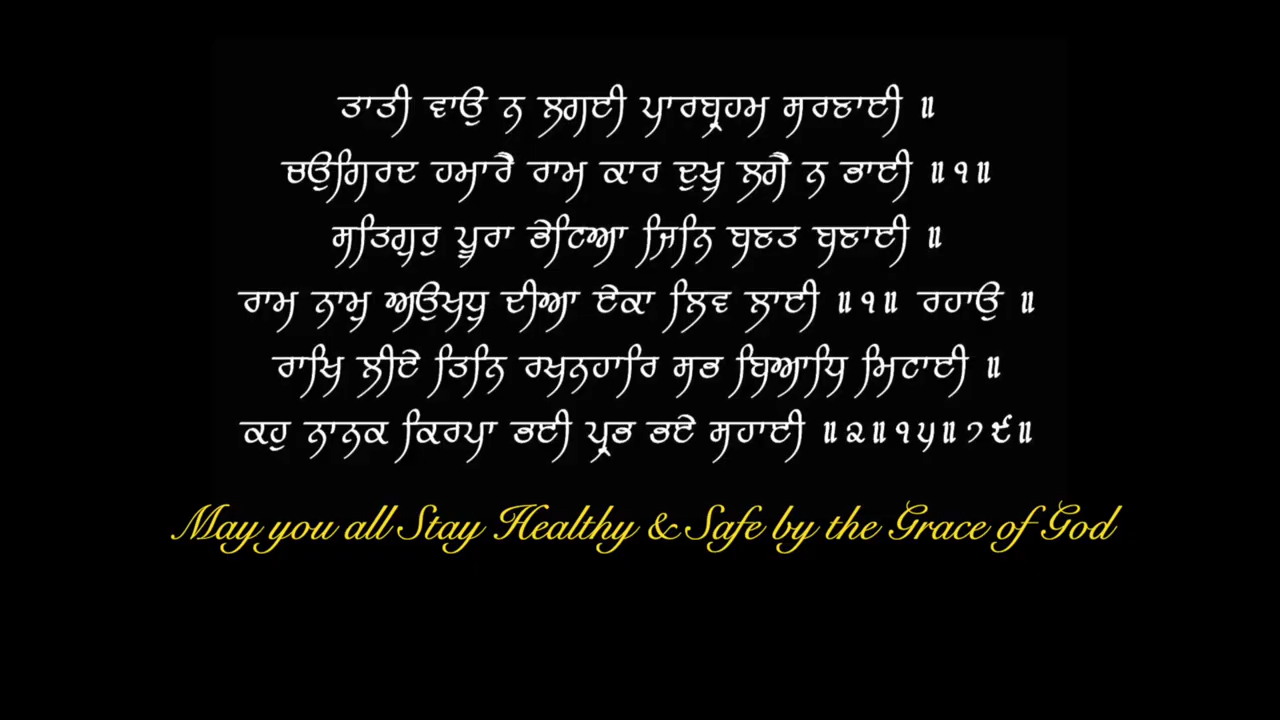 ਤਾਤੀ ਵਾਉ ਨ ਲਗਈ ਪਾਰਬ੍ਰਹਮ ਸਰਣਾਈ ॥
ਚਉਗਿਰਦ ਹਮਾਰੈ ਰਾਮ ਕਾਰ ਦੁਖੁ ਲਗੈ ਨ ਭਾਈ ॥੧॥
ਸਤਿਗੁਰੁ ਪੂਰਾ ਭੇਟਿਆ ਜਿਨਿ ਬਣਤ ਬਣਾਈ ॥
ਰਾਮ ਨਾਮੁ ਅਉਖਧੁ ਦੀਆ ਏਕਾ ਲਿਵ ਲਾਈ ॥੧॥ ਰਹਾਉ ॥
ਰਾਖਿ ਲੀਏ ਤਿਨਿ ਰਖਨਹਾਰਿ ਸਭ ਬਿਆਧਿ ਮਿਟਾਈ ॥
ਕਹੁ ਨਾਨਕ ਕਿਰਪਾ ਭਈ ਪ੍ਰਭ ਭਏ ਸਹਾਈ ॥੨॥੧੫॥੭੯॥
May you all Stay Healthy & Safe by the Grace of God